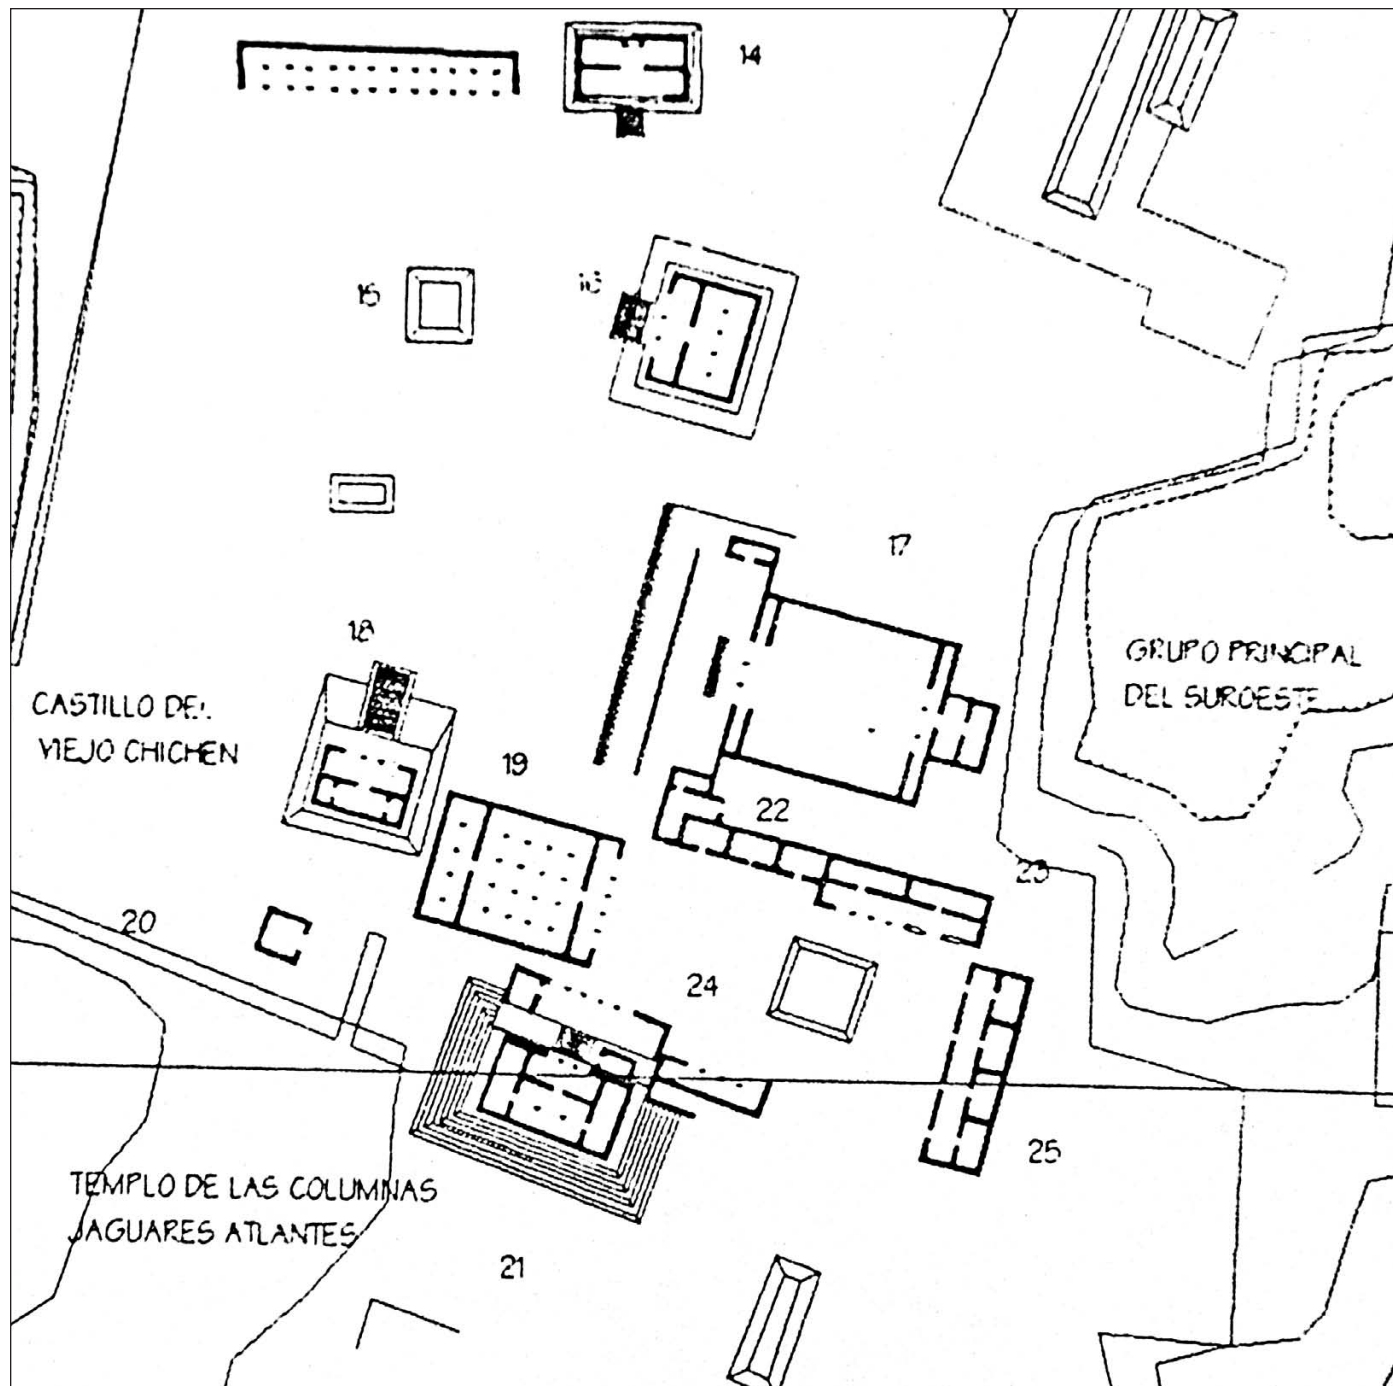 14
15
16
17
18
GRUPO PRINCIPAL
DEL SUROESTE
CASTILLO DEL
VIEJO CHICHEN
19
22
23
20
24
25
TEMPLO DE LAS COLUMNAS
JAGUARES ATLANTES
21